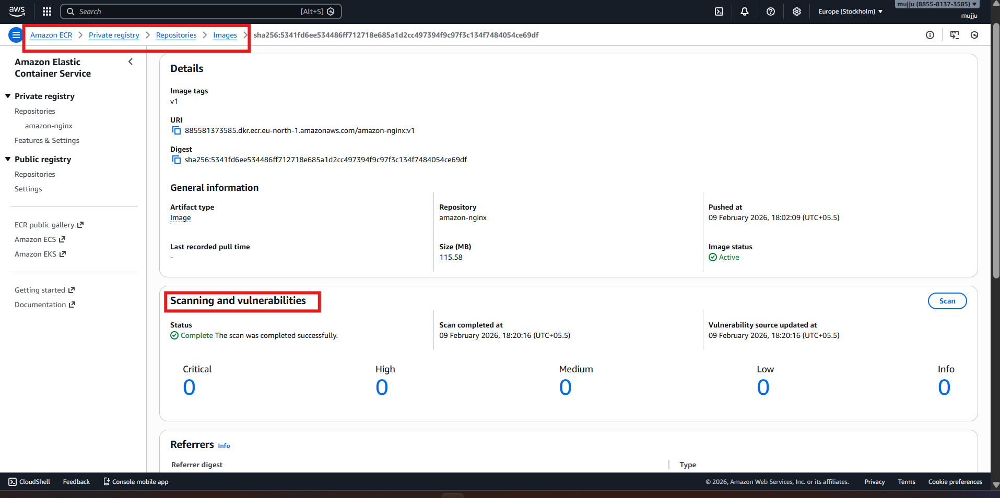 aws
Search [Alt+S]
Europe (Stockholm)
mujju (8855-8137-3585)
mujju
Amazon ECR
Private registry
Repositories
Images
sha256:5341fd6ee534486ff712718e685a1d2cc497394f9c97f3c134f7484054ce69df
Amazon Elastic
Container Service
Private registry
Repositories
amazon-nginx
Features & Settings
Public registry
Repositories
Settings
ECR public gallery
Amazon ECS
Amazon EKS
Getting started
Documentation
Details
Image tags
v1
URI
885581373585.dkr.ecr.eu-north-1.amazonaws.com/amazon-nginx:v1
Digest
sha256:5341fd6ee534486ff712718e685a1d2cc497394f9c97f3c134f7484054ce69df
General information
Artifact type
Image
Repository
amazon-nginx
Pushed at
09 February 2026, 18:02:09 (UTC+05.5)
Last recorded pull time
-
Size (MB)
115.58
Image status
Active
Scanning and vulnerabilities
Scan
Status
Complete The scan was completed successfully.
Scan completed at
09 February 2026, 18:20:16 (UTC+05.5)
Vulnerability source updated at
09 February 2026, 18:20:16 (UTC+05.5)
Critical
0
High
0
Medium
0
Low
0
Info
0
Referrers Info
Referrer digest
Type
CloudShell
Feedback
Console mobile app
© 2026, Amazon Web Services, Inc. or its affiliates.
Privacy
Terms
Cookie preferences